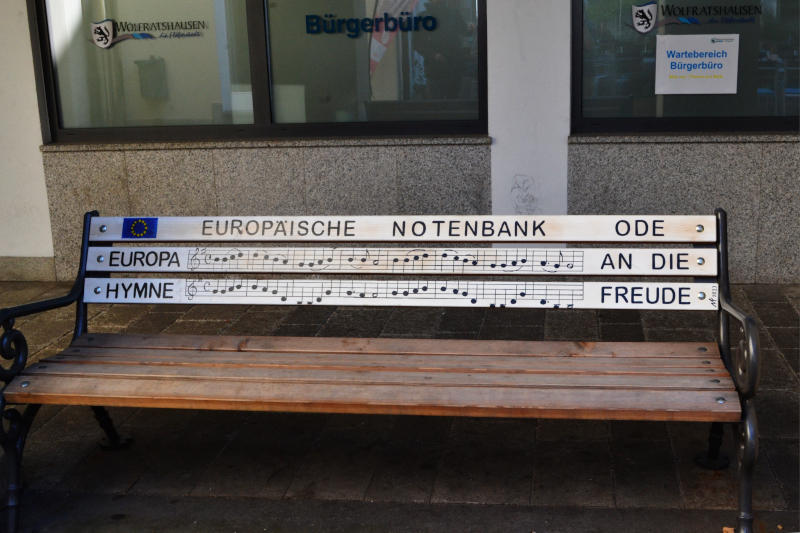 WOLFRATSHAUSEN
Bürgerbüro
WOLFRATSHAUSEN
Wartebereich
Bürgerbüro
EUROPÄISCHE NOTENBANK ODE
EUROPA AN DIE
HYMNE FREUDE